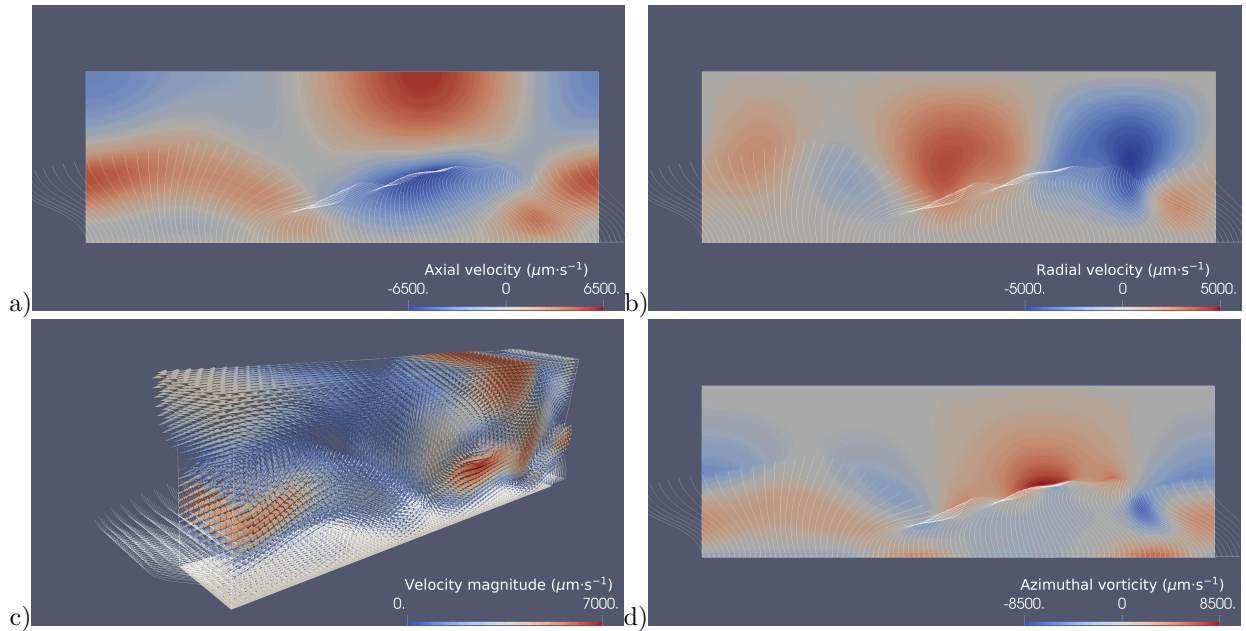 Axial velocity (μm·s⁻¹)
-6500. 0 6500.
a)
Radial velocity (μm·s⁻¹)
-5000. 0 5000.
b)
Velocity magnitude (μm·s⁻¹)
0. 7000.
c)
Azimuthal vorticity (μm·s⁻¹)
-8500. 0 8500.
d)